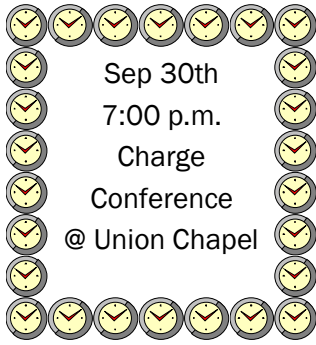 Sep 30th
7:00 p.m.
Charge
Conference
@ Union Chapel